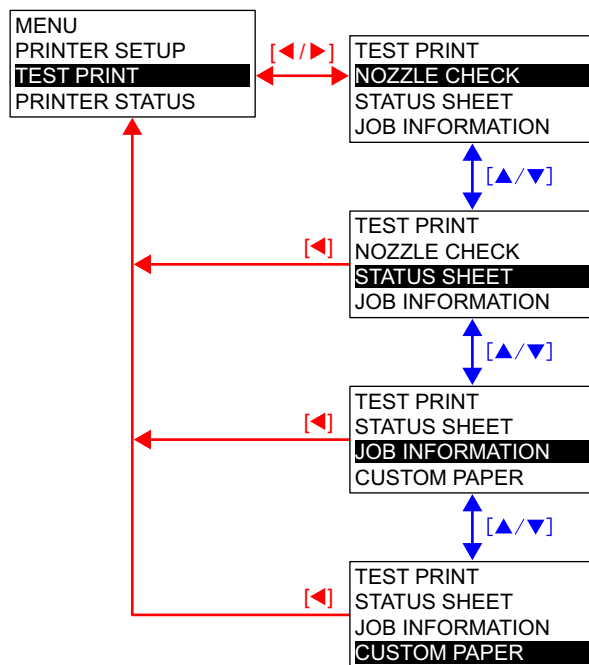 MENU
PRINTER SETUP
TEST PRINT
PRINTER STATUS
[◀/▶]
TEST PRINT
NOZZLE CHECK
STATUS SHEET
JOB INFORMATION
[▲/▼]
TEST PRINT
NOZZLE CHECK
STATUS SHEET
JOB INFORMATION
[◀]
[▲/▼]
TEST PRINT
STATUS SHEET
JOB INFORMATION
CUSTOM PAPER
[◀]
[▲/▼]
TEST PRINT
STATUS SHEET
JOB INFORMATION
CUSTOM PAPER
[◀]